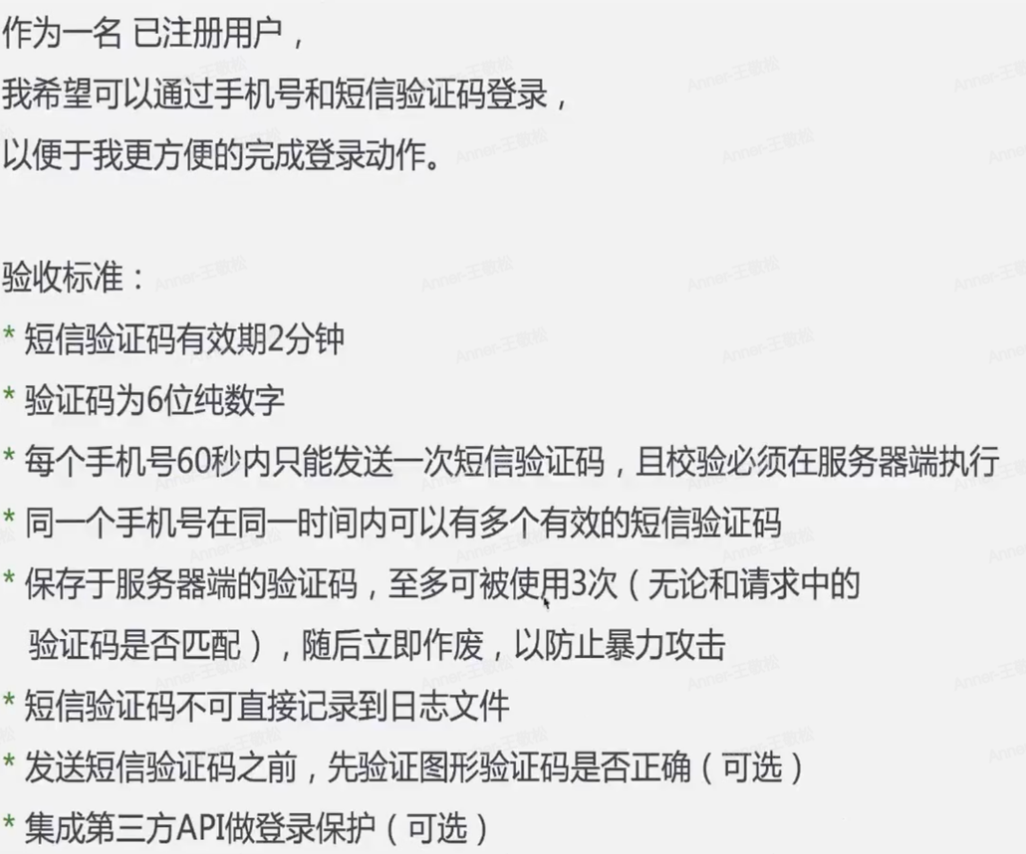 作为一名 已注册用户，
我希望可以通过手机号和短信验证码登录，
以便于我更方便的完成登录动作。
验收标准：
* 短信验证码有效期2分钟
* 验证码为6位纯数字
* 每个手机号60秒内只能发送一次短信验证码，且校验必须在服务器端执行
* 同一个手机号在同一时间内可以有多个有效的短信验证码
* 保存于服务器端的验证码，至多可被使用3次（无论和请求中的
验证码是否匹配），随后立即作废，以防止暴力攻击
* 短信验证码不可直接记录到日志文件
* 发送短信验证码之前，先验证图形验证码是否正确（可选）
* 集成第三方API做登录保护（可选）